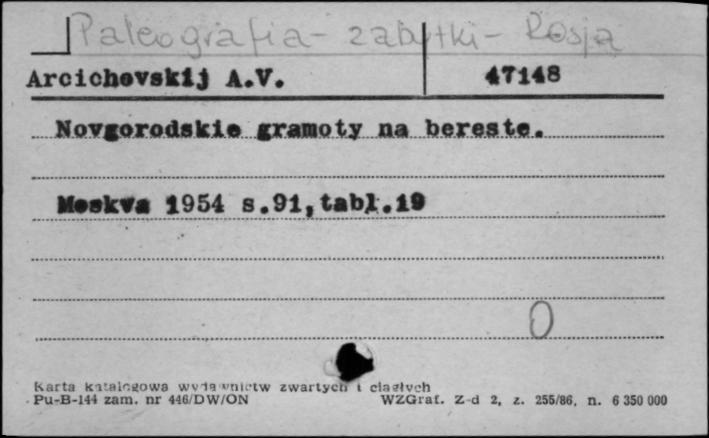 Paleografia - zabytki - Rosja
Arcichovskij A.V. 47148
Novgorodskie gramoty na bereste.
Moskva 1954 s.91,tabl.19
O
Karta katalogowa wydawnictw zwartych i ciągłych
Pu-B-144 zam. nr 446/DW/ON WZGraf. Z-d 2, z. 255/86, n. 6 350 000